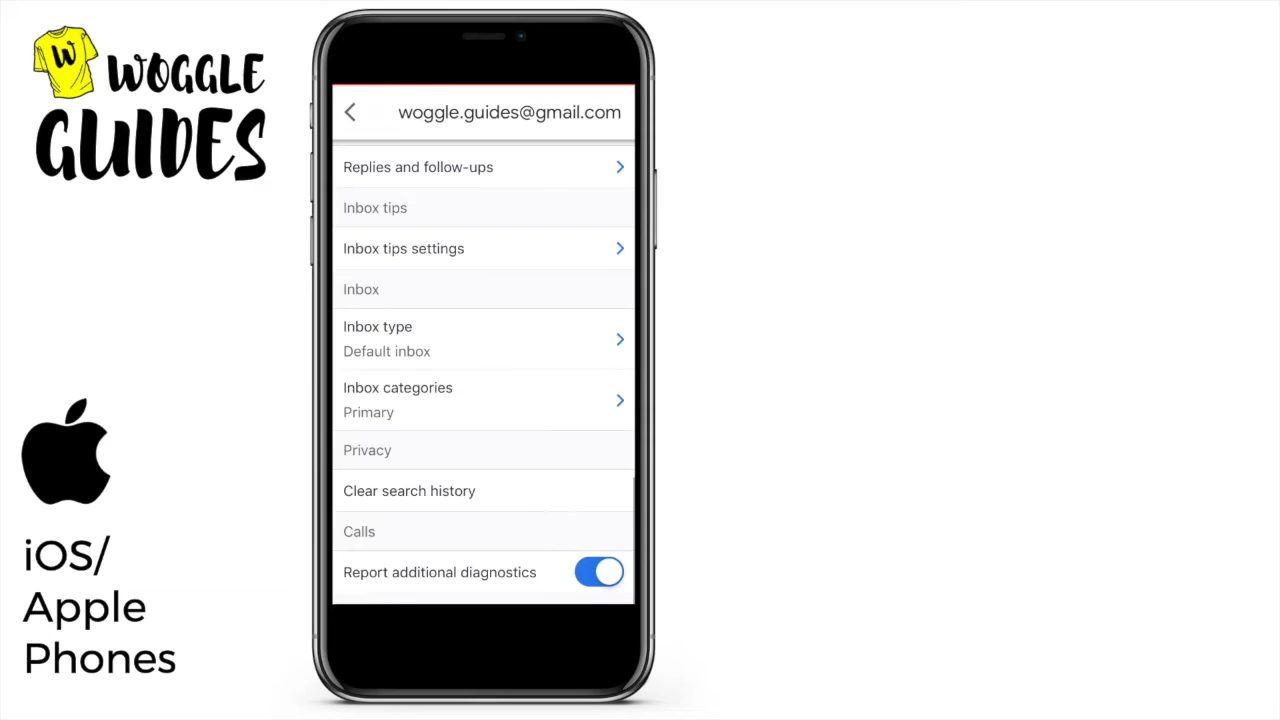 W WOGGLE
GUIDES
woggle.guides@gmail.com
Replies and follow-ups
Inbox tips
Inbox tips settings
Inbox
Inbox type
Default inbox
Inbox categories
Primary
Privacy
Clear search history
Calls
Report additional diagnostics
iOS/
Apple
Phones